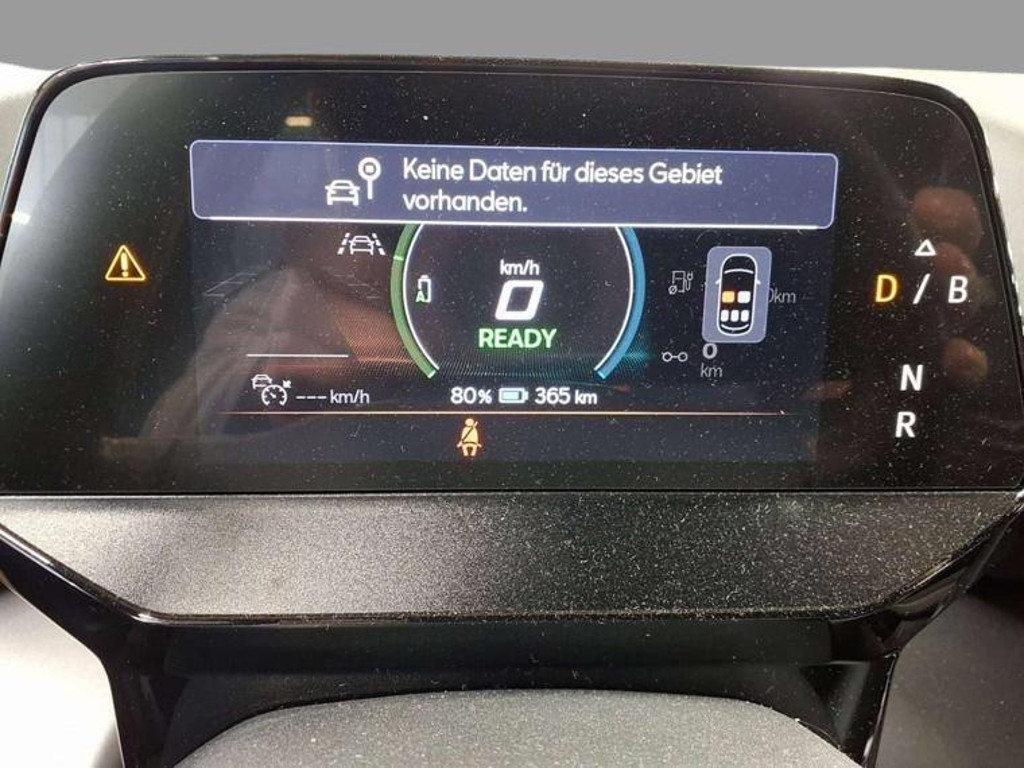 Keine Daten für dieses Gebiet
vorhanden.
km/h
0
READY
A
D / B
N
R
0
km
--- km/h
80% 365 km